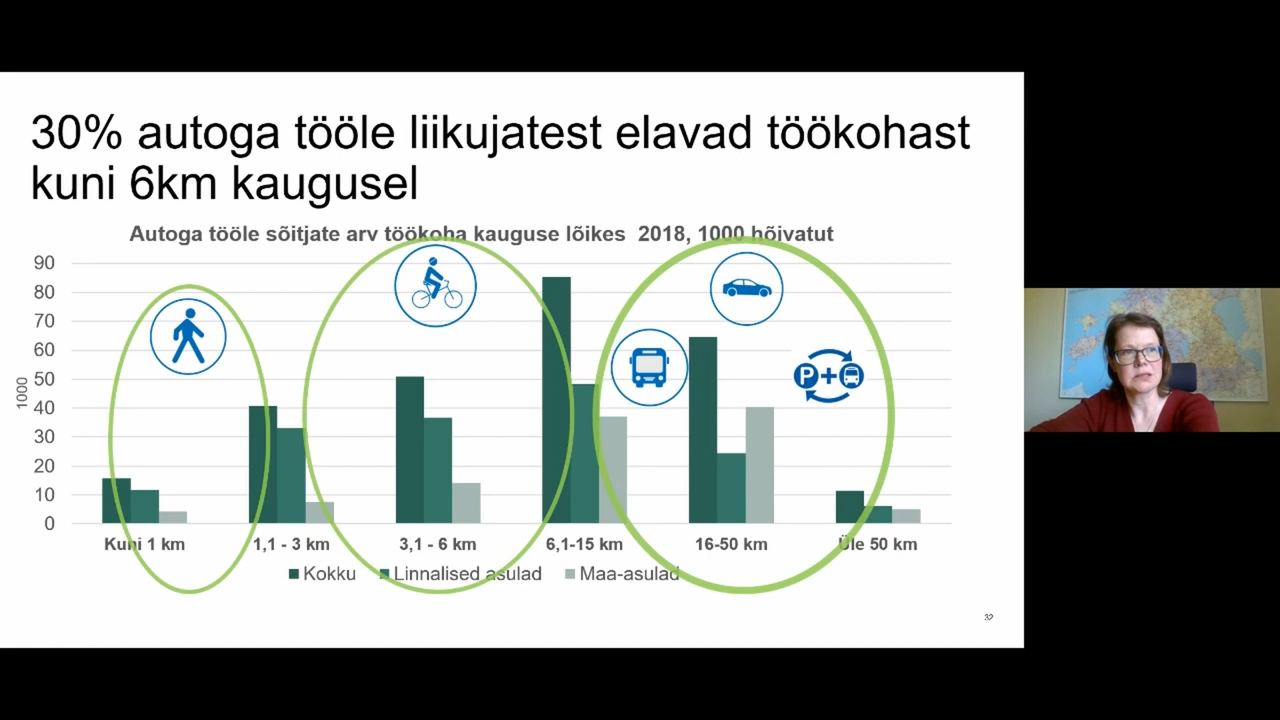 30% autoga tööle liikujatest elavad töökohast
kuni 6km kaugusel
Autoga tööle sõitjate arv töökoha kauguse lõikes 2018, 1000 hõivatut
90
80
70
60
50
40
30
20
10
0
1000
P
Kuni 1 km
1,1 - 3 km
3,1 - 6 km
6,1-15 km
16-50 km
Üle 50 km
Kokku
Linnalised asulad
Maa-asulad
32